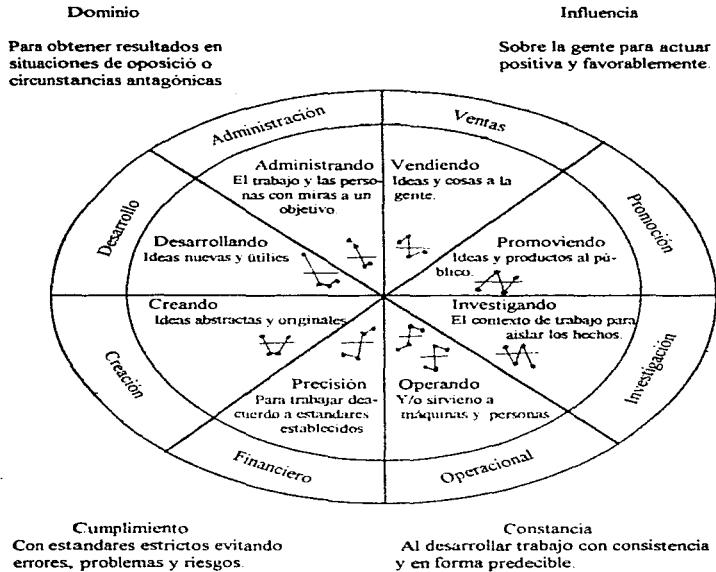 Dominio
Para obtener resultados en
situaciones de oposició o
circunstancias antagónicas
Influencia
Sobre la gente para actuar
positiva y favorablemente.
Administración
Ventas
Desarrollo
Promoción
Administrando
El trabajo y las perso-
nas con miras a un
objetivo.
Vendiendo
Ideas y cosas a la
gente.
Desarrollando
Ideas nuevas y útilies
Promoviendo
Ideas y productos al pú-
blico.
Creando
Ideas abstractas y originales
Investigando
El contexto de trabajo para
aislar los hechos.
Precisión
Para trabajar dea-
cuerdo a estandares
establecidos
Operando
Y/o sirvieno a
máquinas y personas
Creación
Investigación
Financiero
Operacional
Cumplimiento
Con estandares estrictos evitando
errores, problemas y riesgos.
Constancia
Al desarrollar trabajo con consistencia
y en forma predecible.